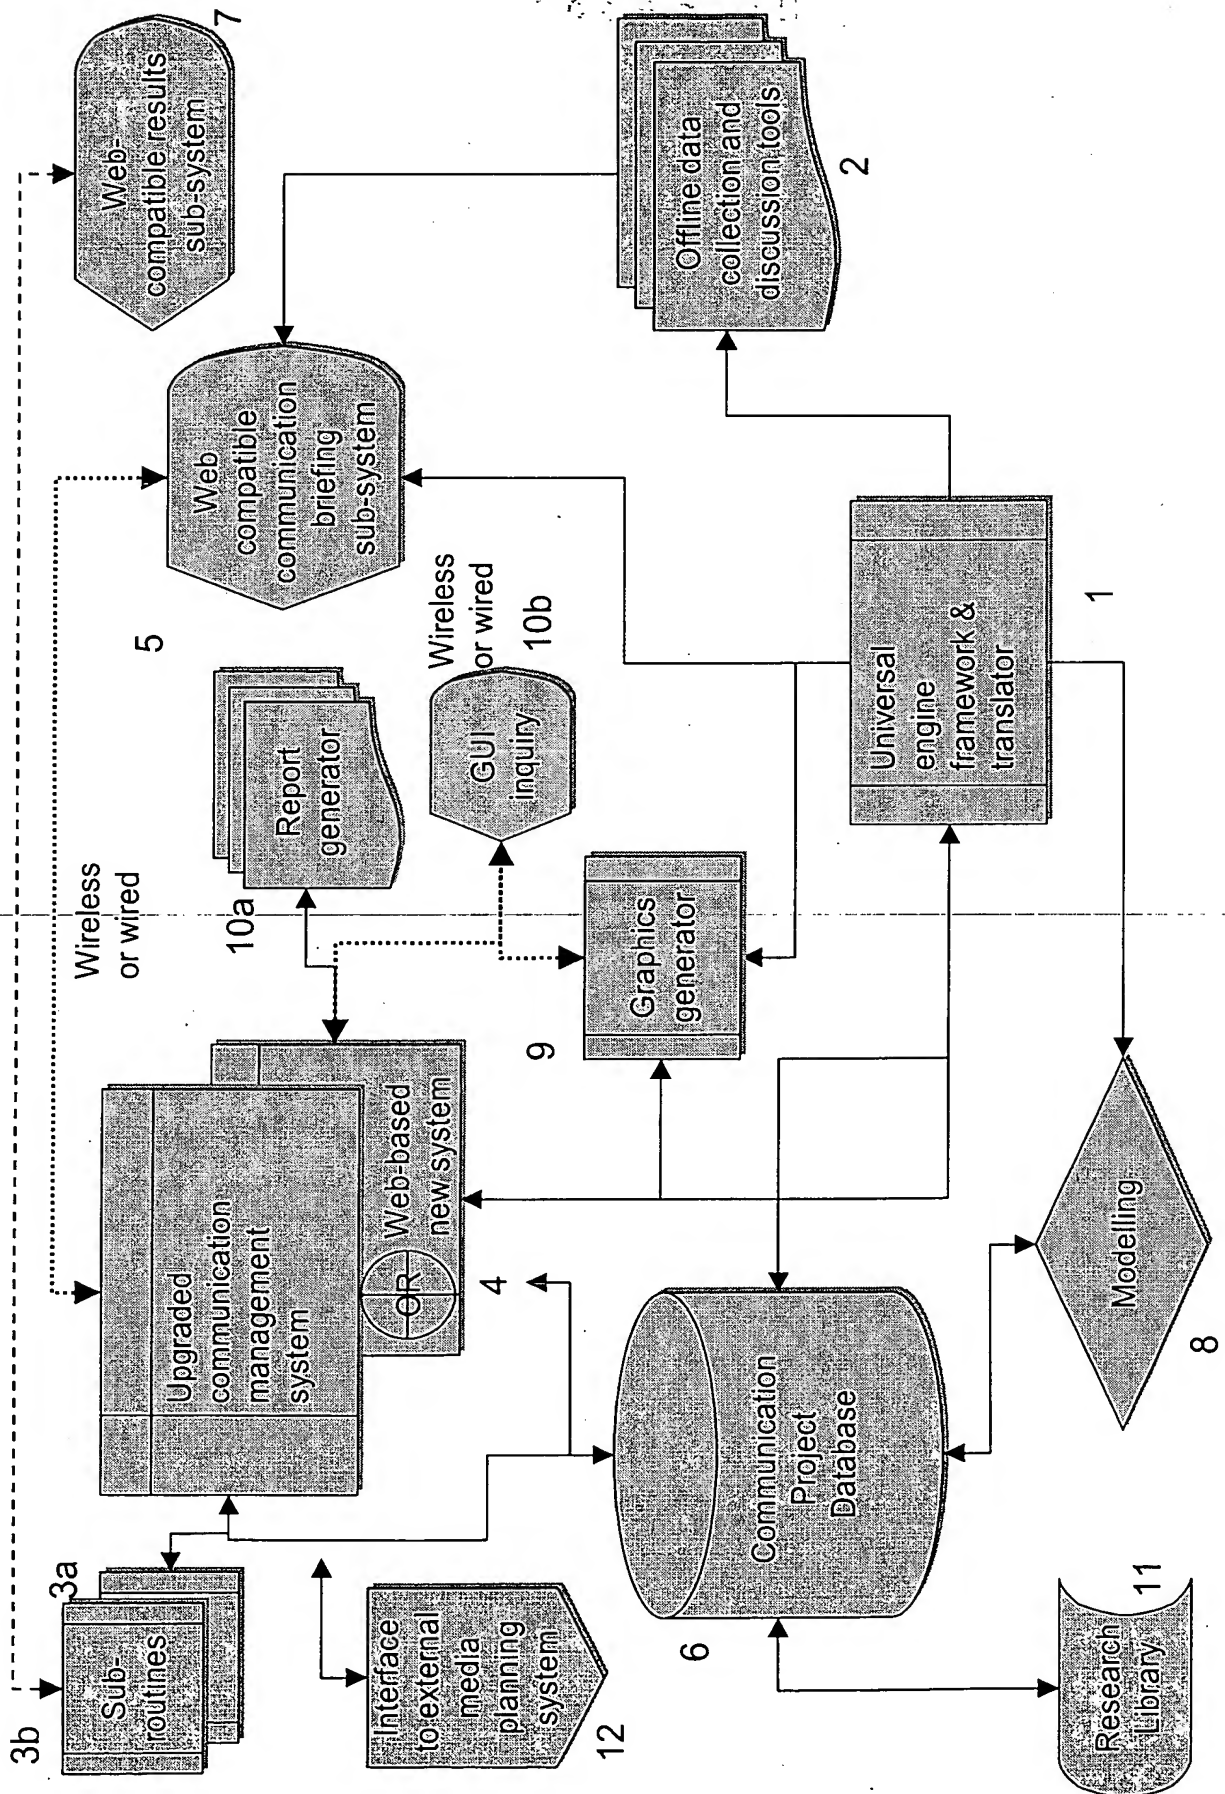 3b
Sub-
routines
3a
Upgraded
communication
management
system
OR
Web-based
new system
4
Wireless
or wired
10a
Report
generator
5
Web
compatible
communication
briefing
sub-system
Web-
compatible results
sub-system
7
Interface
to external
media
planning
system
12
9
Graphics
generator
GUI
inquiry
Wireless
or wired
10b
Offline data
collection and
discussion tools
2
6
Communication
Project
Database
Universal
engine
framework &
translator
1
Research
Library
11
Modelling
8